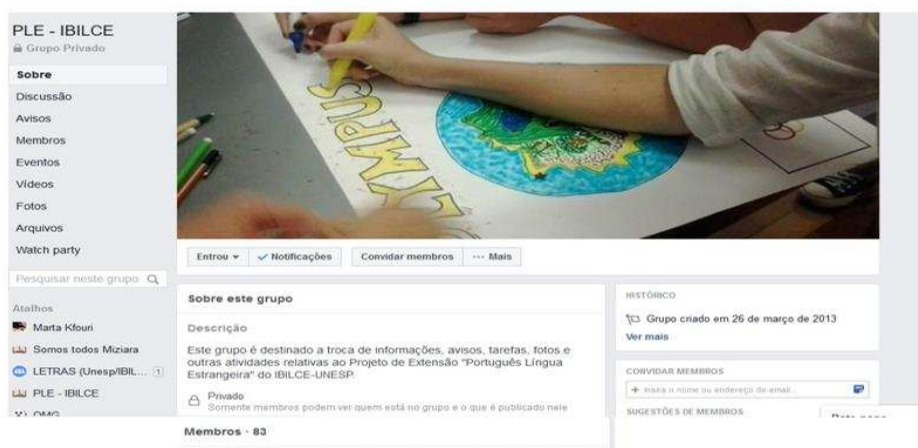 PLE - IBILCE
Grupo Privado
Sobre
Discussão
Avisos
Membros
Eventos
Vídeos
Fotos
Arquivos
Watch party
Pesquisar neste grupo
Atalhos
Marta Kfouri
Somos todos Miziara
LETRAS (Unesp/IBIL... 1
PLE - IBILCE
OMG
YMPUS
Entrou
Notificações
Convidar membros
··· Mais
Sobre este grupo
Descrição
Este grupo é destinado a troca de informações, avisos, tarefas, fotos e
outras atividades relativas ao Projeto de Extensão "Português Língua
Estrangeira" do IBILCE-UNESP.
Privado
Somente membros podem ver quem está no grupo e o que é publicado nele
Membros · 83
HISTÓRICO
Grupo criado em 26 de março de 2013
Ver mais
CONVIDAR MEMBROS
+ Insira o nome ou endereço de email...
SUGESTÕES DE MEMBROS